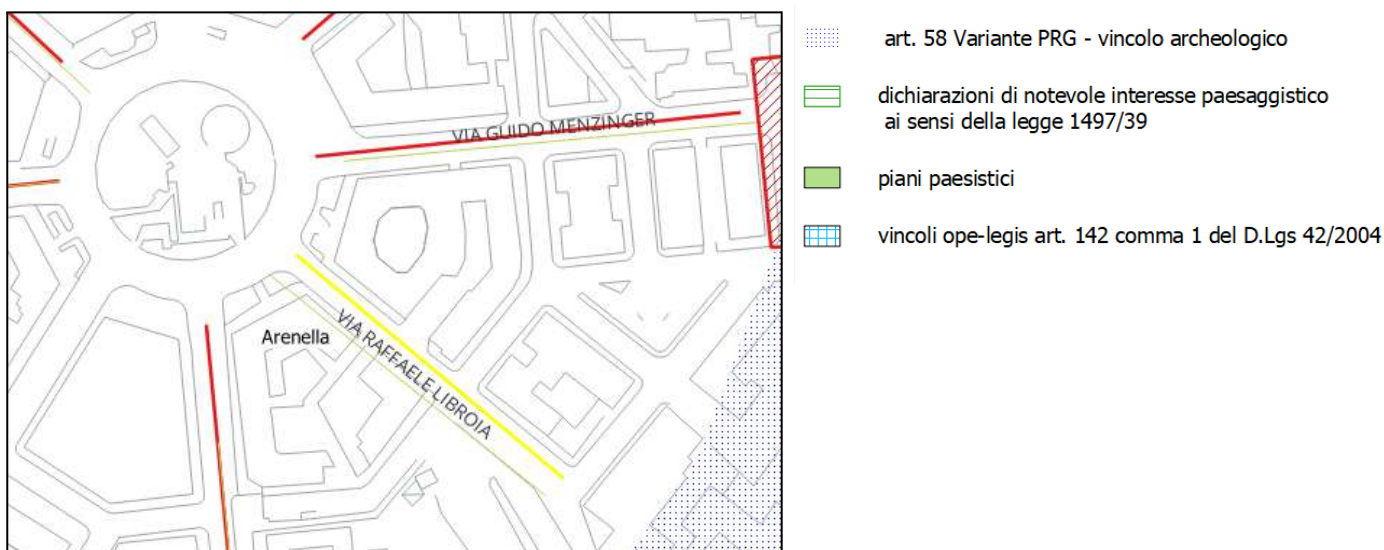 VIA GUIDO MENZINGER
Arenella
VIA RAFFAELE LIBROIA
art. 58 Variante PRG - vincolo archeologico
dichiarazioni di notevole interesse paesaggistico
ai sensi della legge 1497/39
piani paesistici
vincoli ope-legis art. 142 comma 1 del D.Lgs 42/2004